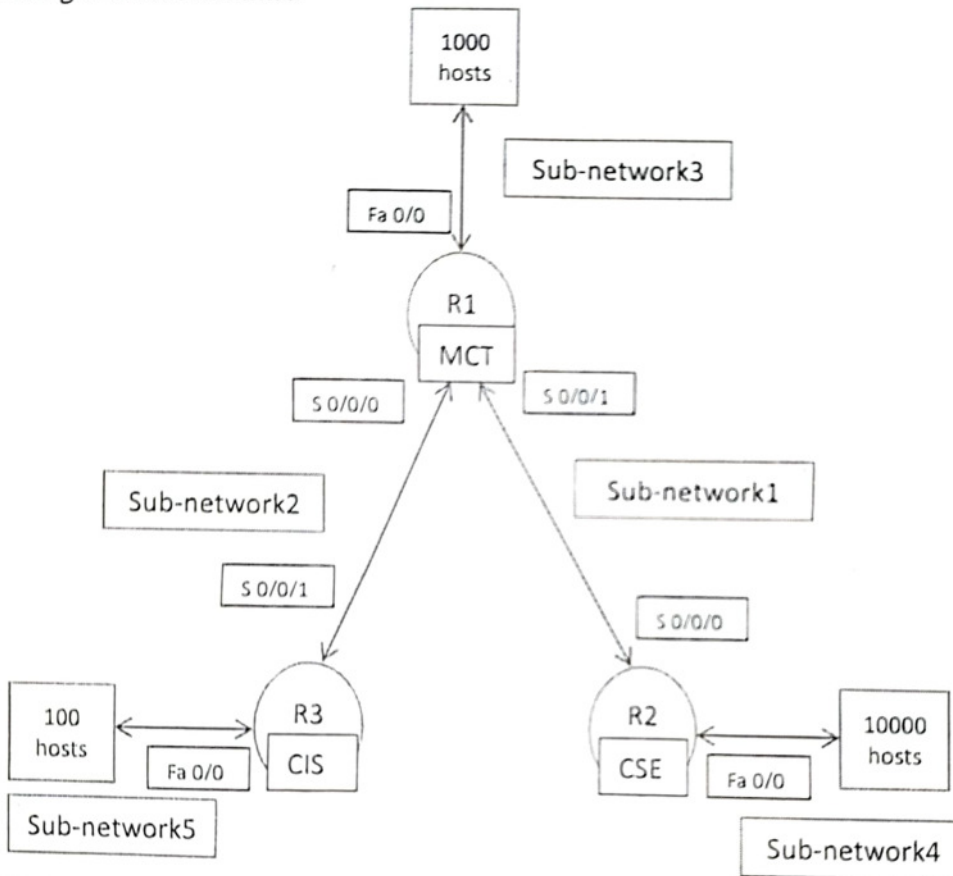 1000
hosts
Sub-network3
Fa 0/0
R1
MCT
S 0/0/0
S 0/0/1
Sub-network2
Sub-network1
S 0/0/1
S 0/0/0
100
hosts
R3
CIS
R2
CSE
10000
hosts
Fa 0/0
Fa 0/0
Sub-network5
Sub-network4